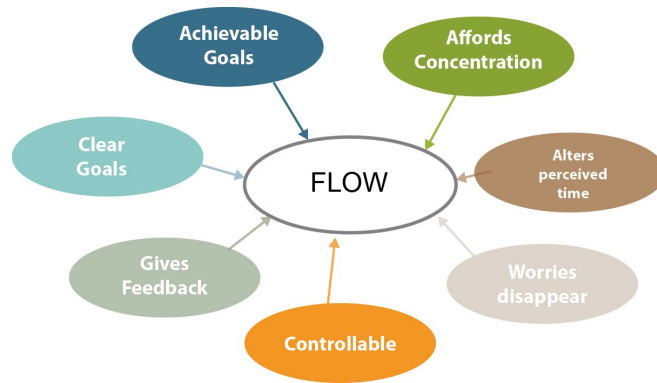 Achievable
Goals
Affords
Concentration
Clear
Goals
FLOW
Alters
perceived
time
Gives
Feedback
Worries
disappear
Controllable